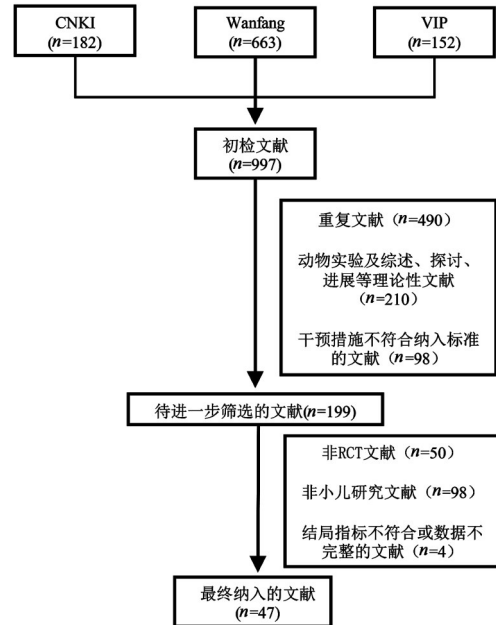 CNKI
(n=182)
Wanfang
(n=663)
VIP
(n=152)
初检文献
(n=997)
重复文献（n=490）
动物实验及综述、探讨、
进展等理论性文献
（n=210）
干预措施不符合纳入标准
的文献（n=98）
待进一步筛选的文献(n=199)
非RCT文献（n=50）
非小儿研究文献（n=98）
结局指标不符合或数据不
完整的文献（n=4）
最终纳入的文献
(n=47)